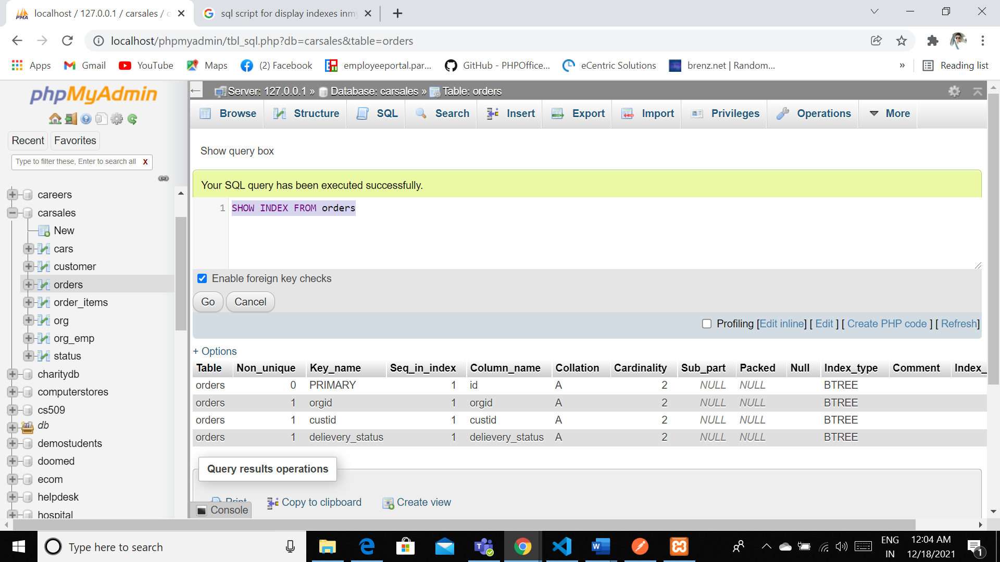 localhost / 127.0.0.1 / carsales /
sql script for display indexes inmy
localhost/phpmyadmin/tbl_sql.php?db=carsales&table=orders
Apps Gmail YouTube Maps (2) Facebook employeeportal.par... GitHub - PHPOffice... eCentric Solutions brenz.net | Random... » Reading list
phpMyAdmin
Recent Favorites
Type to filter these, Enter to search all X
careers
carsales
New
cars
customer
orders
order_items
org
org_emp
status
charitydb
computerstores
cs509
db
demostudents
doomed
ecom
helpdesk
hospital
Server: 127.0.0.1 » Database: carsales » Table: orders
Browse Structure SQL Search Insert Export Import Privileges Operations More
Show query box
Your SQL query has been executed successfully.
1 SHOW INDEX FROM orders
Enable foreign key checks
Go Cancel
Profiling [Edit inline] [ Edit ] [ Create PHP code ] [ Refresh]
+ Options
Table Non_unique Key_name Seq_in_index Column_name Collation Cardinality Sub_part Packed Null Index_type Comment Index_
orders 0 PRIMARY 1 id A 2 NULL NULL BTREE
orders 1 orgid 1 orgid A 2 NULL NULL BTREE
orders 1 custid 1 custid A 2 NULL NULL BTREE
orders 1 delievery_status 1 delievery_status A 2 NULL NULL BTREE
Query results operations
Print Copy to clipboard Create view
Console
Type here to search
ENG
IN
12:04 AM
12/18/2021
1